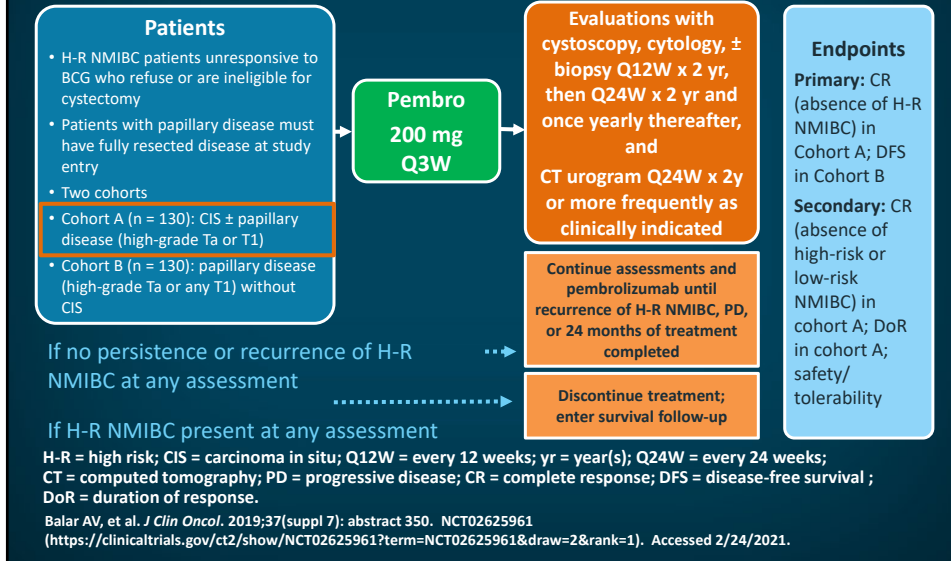 Patients
• H-R NMIBC patients unresponsive to
BCG who refuse or are ineligible for
cystectomy
• Patients with papillary disease must
have fully resected disease at study
entry
• Two cohorts
• Cohort A (n = 130): CIS ± papillary
disease (high-grade Ta or T1)
• Cohort B (n = 130): papillary disease
(high-grade Ta or any T1) without
CIS
Pembro
200 mg
Q3W
Evaluations with
cystoscopy, cytology, ±
biopsy Q12W x 2 yr,
then Q24W x 2 yr and
once yearly thereafter,
and
CT urogram Q24W x 2y
or more frequently as
clinically indicated
Endpoints
Primary: CR
(absence of H-R
NMIBC) in
Cohort A; DFS
in Cohort B
Secondary: CR
(absence of
high-risk or
low-risk
NMIBC) in
cohort A; DoR
in cohort A;
safety/
tolerability
If no persistence or recurrence of H-R
NMIBC at any assessment
Continue assessments and
pembrolizumab until
recurrence of H-R NMIBC, PD,
or 24 months of treatment
completed
If H-R NMIBC present at any assessment
Discontinue treatment;
enter survival follow-up
H-R = high risk; CIS = carcinoma in situ; Q12W = every 12 weeks; yr = year(s); Q24W = every 24 weeks;
CT = computed tomography; PD = progressive disease; CR = complete response; DFS = disease-free survival ;
DoR = duration of response.
Balar AV, et al. J Clin Oncol. 2019;37(suppl 7): abstract 350. NCT02625961
(https://clinicaltrials.gov/ct2/show/NCT02625961?term=NCT02625961&draw=2&rank=1). Accessed 2/24/2021.